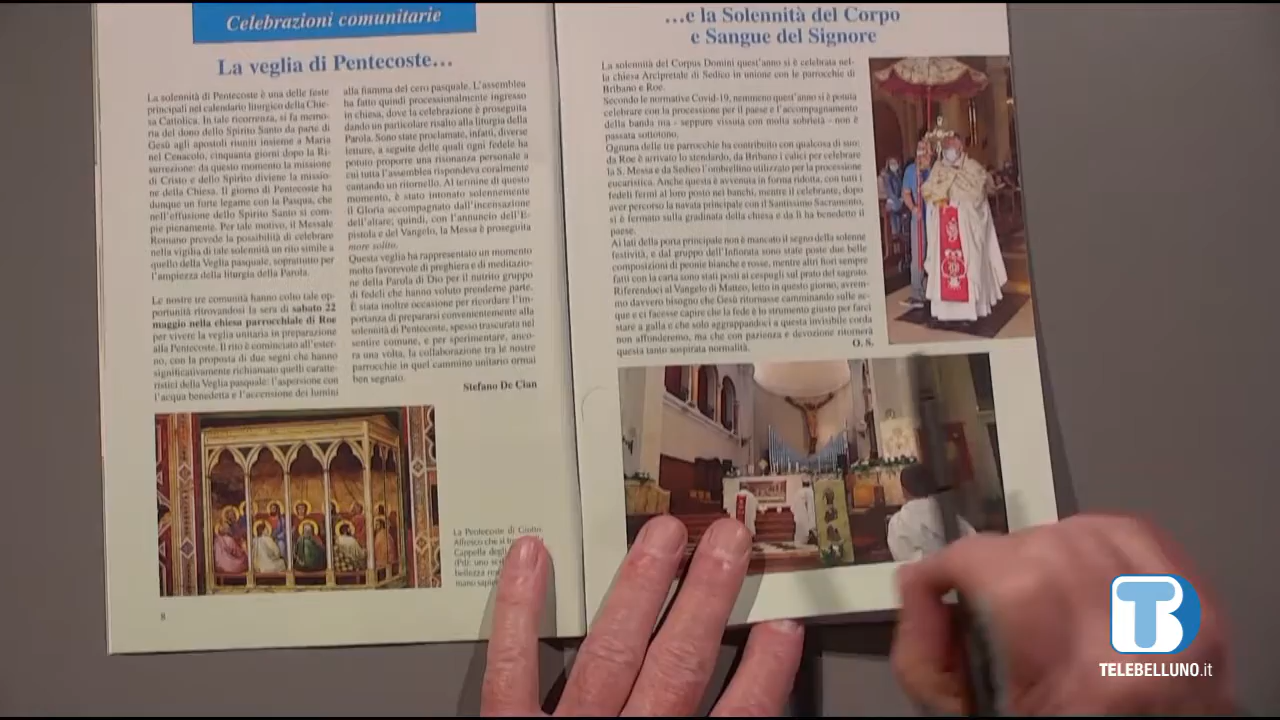 Celebrazioni comunitarie
La veglia di Pentecoste…
La solennità di Pentecoste è una delle feste
principali nel calendario liturgico della Chie-
sa Cattolica. In tale ricorrenza, si fa memo-
ria del dono dello Spirito Santo da parte di
Gesù agli apostoli riuniti insieme a Maria
nel Cenacolo, cinquanta giorni dopo la Ri-
surrezione: da questo momento la missione
di Cristo e dello Spirito diviene la missio-
ne della Chiesa. Il giorno di Pentecoste ha
dunque un forte legame con la Pasqua, che
nell'effusione dello Spirito Santo si com-
pie pienamente. Per tale motivo, il Messale
Romano prevede la possibilità di celebrare
nella vigilia di tale solennità un rito simile a
quello della Veglia pasquale, soprattutto per
l'ampiezza della liturgia della Parola.
Le nostre tre comunità hanno colto tale op-
portunità ritrovandosi la sera di sabato 22
maggio nella chiesa parrocchiale di Roe
per vivere la veglia unitaria in preparazione
alla Pentecoste. Il rito è cominciato all'ester-
no, con la proposta di due segni che hanno
significativamente richiamato quelli caratte-
ristici della Veglia pasquale: l'aspersione con
l'acqua benedetta e l'accensione dei lumini
alla fiamma del cero pasquale. L'assemblea
ha fatto quindi processionalmente ingresso
in chiesa, dove la celebrazione è proseguita
dando un particolare risalto alla liturgia della
Parola. Sono state proclamate, infatti, diverse
letture, a seguito delle quali ogni fedele ha
potuto proporre una risonanza personale a
cui tutta l'assemblea rispondeva coralmente
cantando un ritornello. Al termine di questo
momento, è stato intonato solennemente
il Gloria accompagnato dall'incensazione
dell'altare; quindi, con l'annuncio dell'E-
pistola e del Vangelo, la Messa è proseguita
more solito.
Questa veglia ha rappresentato un momento
molto favorevole di preghiera e di meditazio-
ne della Parola di Dio per il nutrito gruppo
di fedeli che hanno voluto prenderne parte.
È stata inoltre occasione per ricordare l'im-
portanza di prepararsi convenientemente alla
solennità di Pentecoste, spesso trascurata nel
sentire comune, e per sperimentare, anco-
ra una volta, la collaborazione tra le nostre
parrocchie in quel cammino unitario ormai
ben segnato.
Stefano De Cian
La Pentecoste di Giotto.
Affresco che si
Cappella degli
(Pd): uno
bellezza
mano
8
…e la Solennità del Corpo
e Sangue del Signore
La solennità del Corpus Domini quest'anno si è celebrata nel-
la chiesa Arcipretale di Sedico in unione con le parrocchie di
Bribano e Roe.
Secondo le normative Covid-19, nemmeno quest'anno si è potuta
celebrare con la processione per il paese e l'accompagnamento
della banda ma - seppure vissuta con molta sobrietà - non è
passata sottotono.
Ognuna delle tre parrocchie ha contribuito con qualcosa di suo:
da Roe è arrivato lo stendardo, da Bribano i calici per celebrare
la S. Messa e da Sedico l'ombrellino utilizzato per la processione
eucaristica. Anche questa è avvenuta in forma ridotta, con tutti i
fedeli fermi al loro posto nei banchi, mentre il celebrante, dopo
aver percorso la navata principale con il Santissimo Sacramento,
si è fermato sulla gradinata della chiesa e da lì ha benedetto il
paese.
Ai lati della porta principale non è mancato il segno della solenne
festività, e dal gruppo dell'Infiorata sono state poste due belle
composizioni di peonie bianche e rosse, mentre altri fiori sempre
fatti con la carta sono stati posti ai cespugli sul prato del sagrato.
Riferendoci al Vangelo di Matteo, letto in questo giorno, avrem-
mo davvero bisogno che Gesù ritornasse camminando sulle ac-
que e ci facesse capire che la fede è lo strumento giusto per farci
stare a galla e che solo aggrappandoci a questa invisibile corda
non affonderemo, ma che con pazienza e devozione ritornerà
questa tanto sospirata normalità.
O. S.
TELEBELLUNO.it